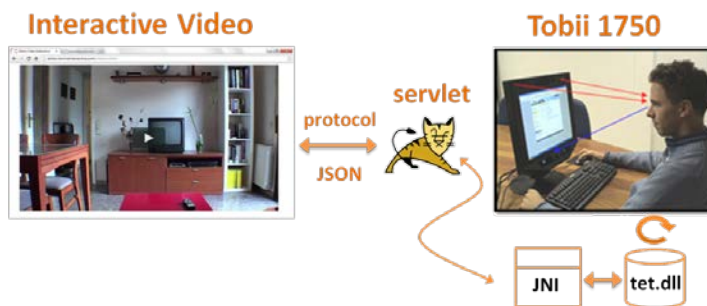 Interactive Video
Tobii 1750
servlet
protocol
JSON
JNI
tet.dll